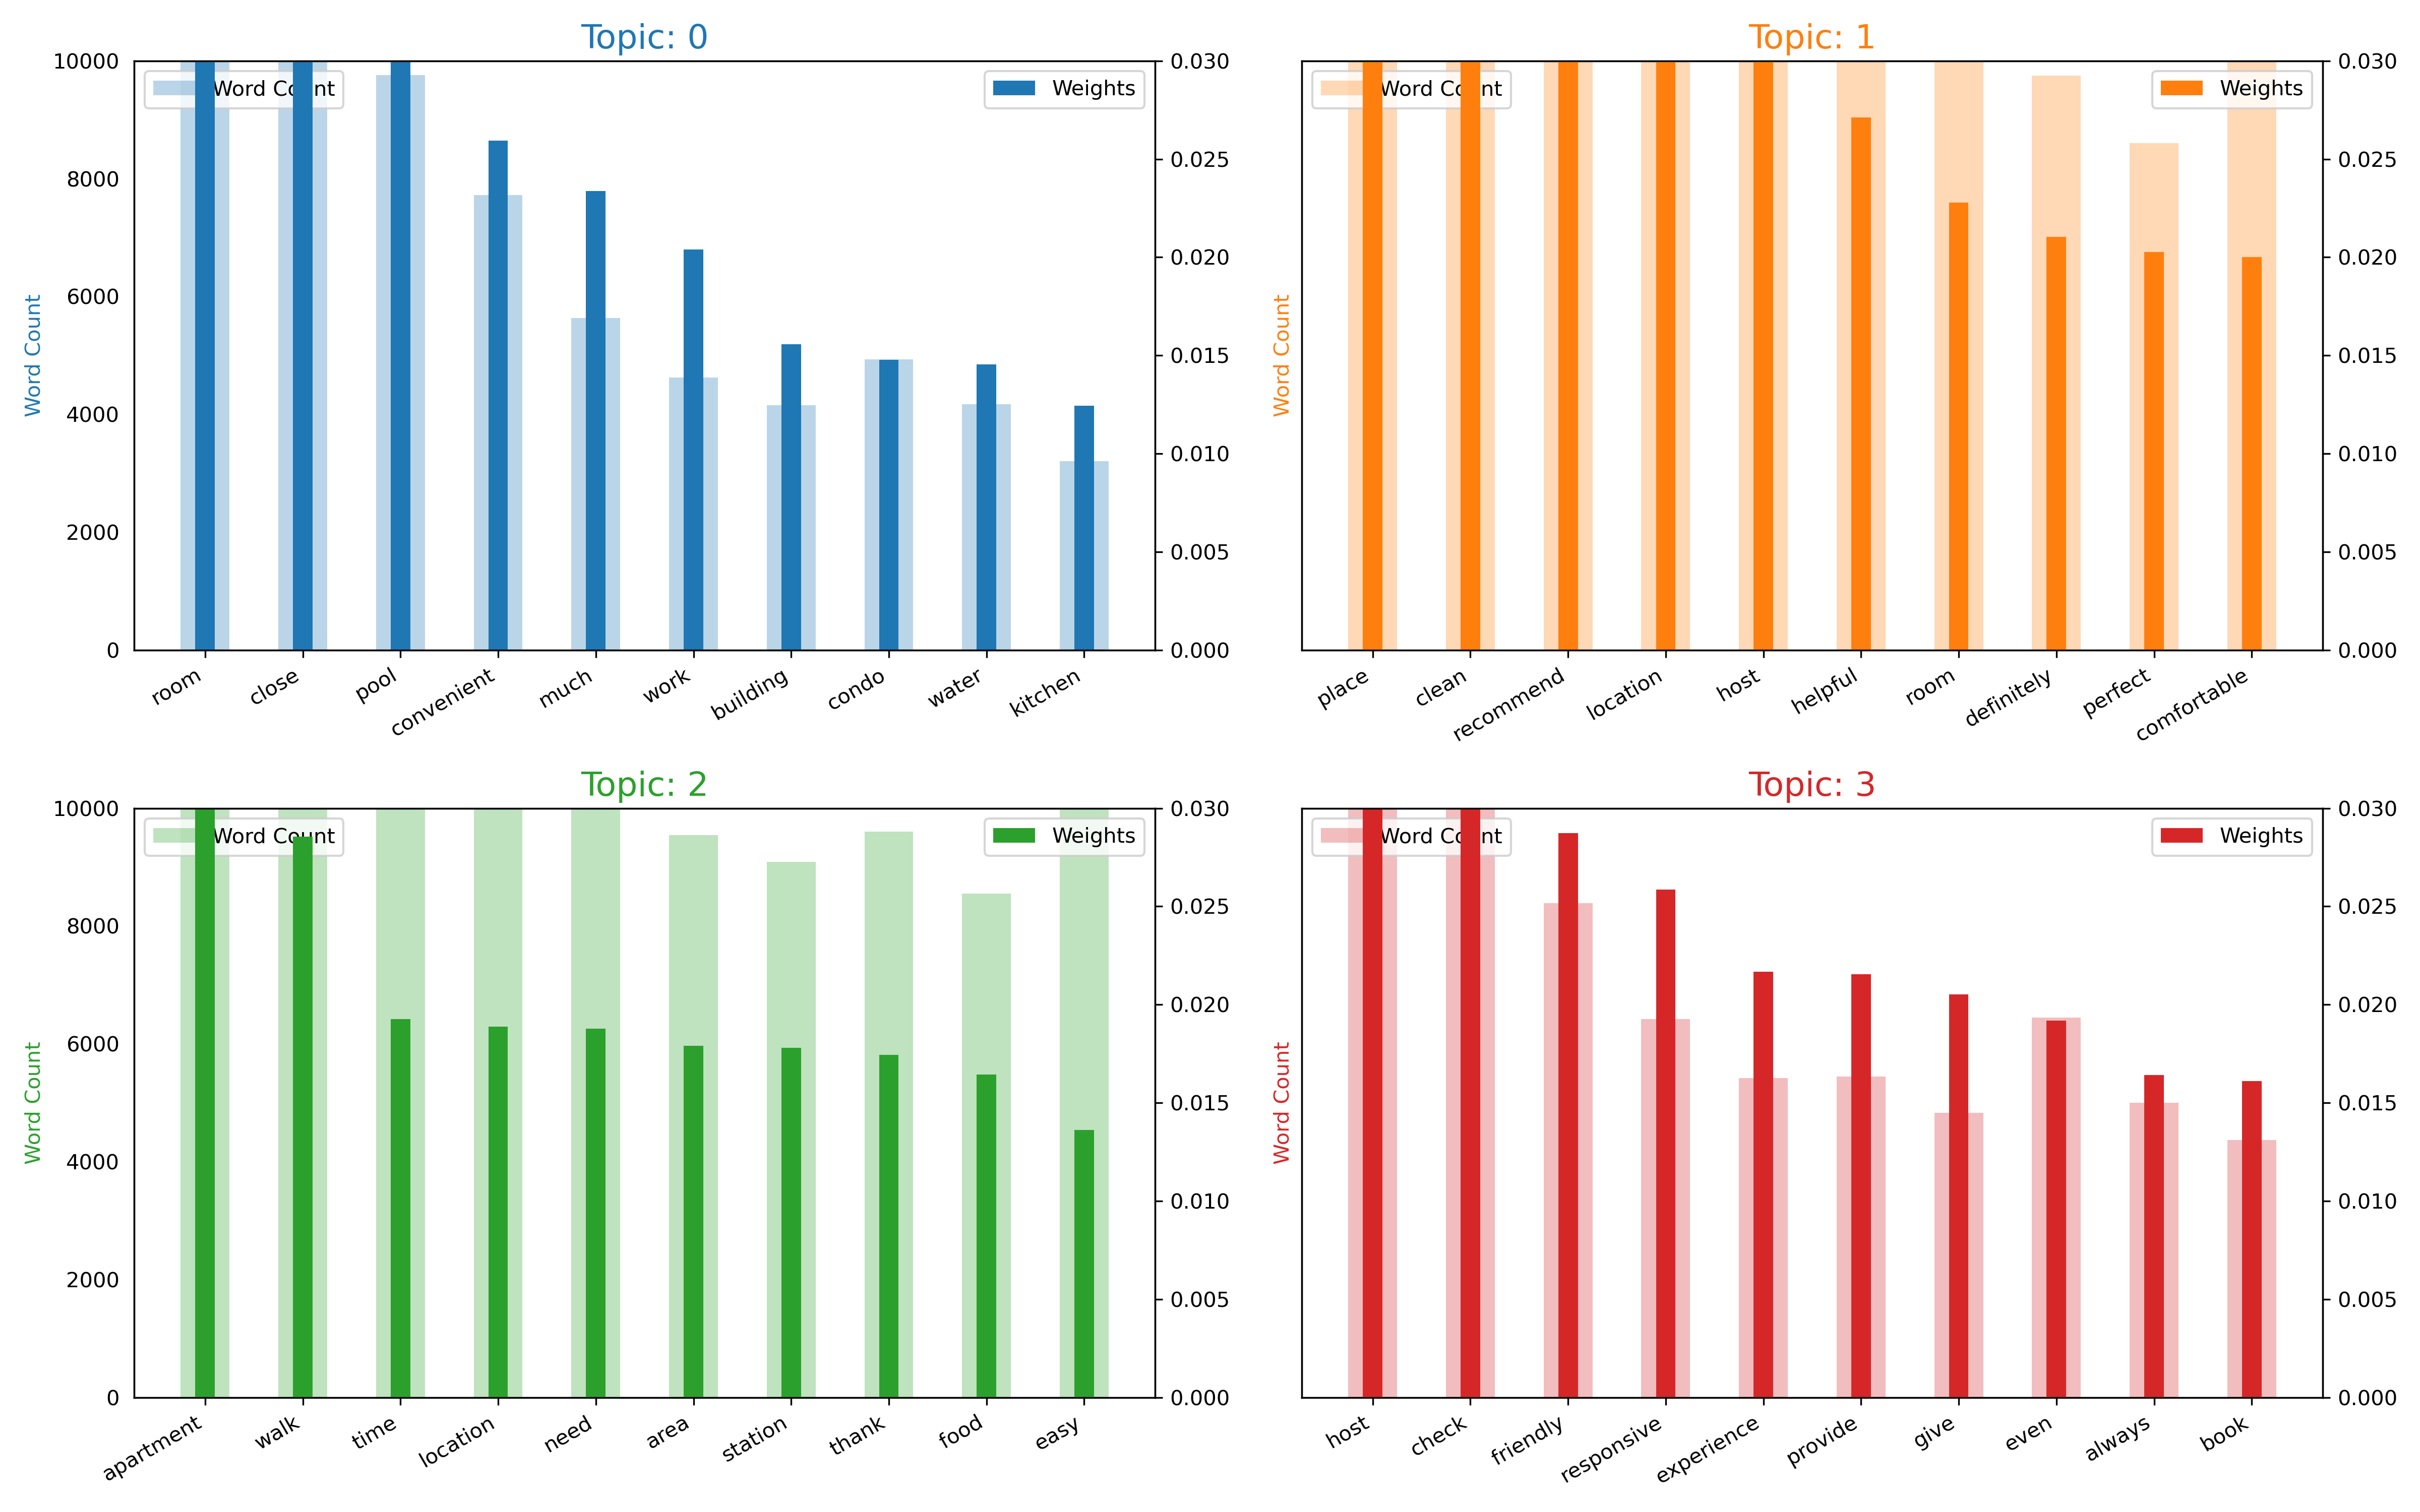 Topic: 0
Word Count
10000
8000
6000
4000
2000
0
Word Count
Weights
0.030
0.025
0.020
0.015
0.010
0.005
0.000
room
close
pool
convenient
much
work
building
condo
water
kitchen
Topic: 1
Word Count
Word Count
Weights
0.030
0.025
0.020
0.015
0.010
0.005
0.000
place
clean
recommend
location
host
helpful
room
definitely
perfect
comfortable
Topic: 2
Word Count
10000
8000
6000
4000
2000
0
Word Count
Weights
0.030
0.025
0.020
0.015
0.010
0.005
0.000
apartment
walk
time
location
need
area
station
thank
food
easy
Topic: 3
Word Count
Word Count
Weights
0.030
0.025
0.020
0.015
0.010
0.005
0.000
host
check
friendly
responsive
experience
provide
give
even
always
book